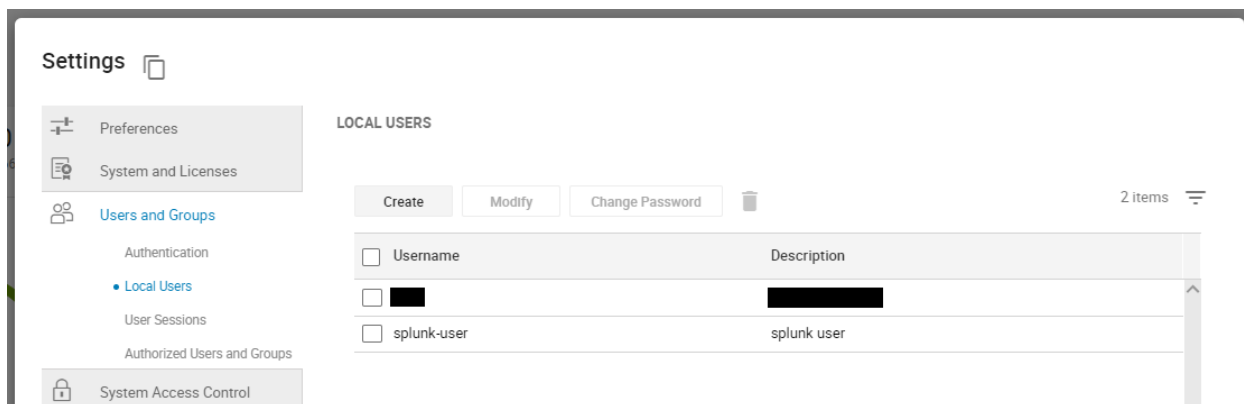 Settings
Preferences
System and Licenses
Users and Groups
Authentication
Local Users
User Sessions
Authorized Users and Groups
System Access Control
LOCAL USERS
Create Modify Change Password 2 items
Username Description
splunk-user splunk user